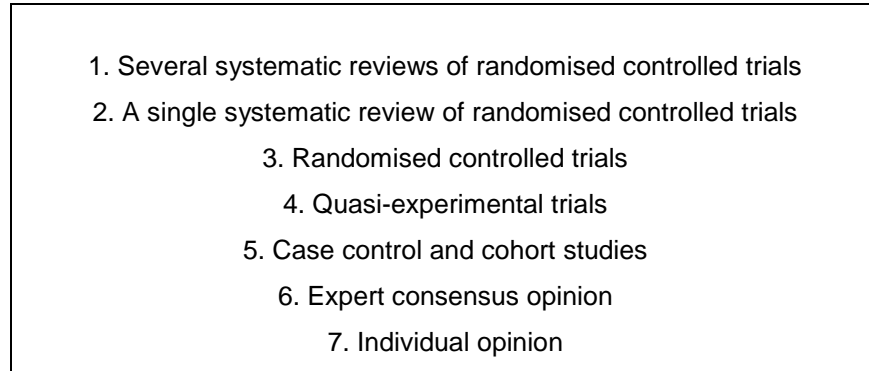 1. Several systematic reviews of randomised controlled trials
2. A single systematic review of randomised controlled trials
3. Randomised controlled trials
4. Quasi-experimental trials
5. Case control and cohort studies
6. Expert consensus opinion
7. Individual opinion